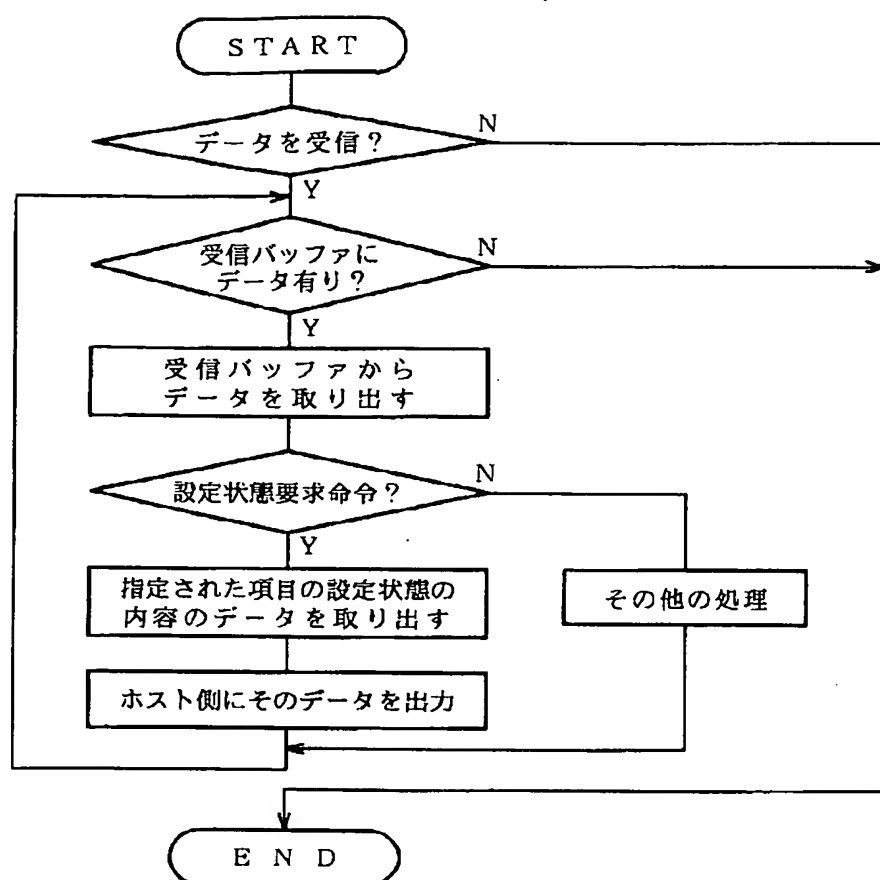 START
データを受信?
N
Y
受信バッファに
データ有り?
N
Y
受信バッファから
データを取り出す
設定状態要求命令?
N
Y
指定された項目の設定状態の
内容のデータを取り出す
その他の処理
ホスト側にそのデータを出力
END